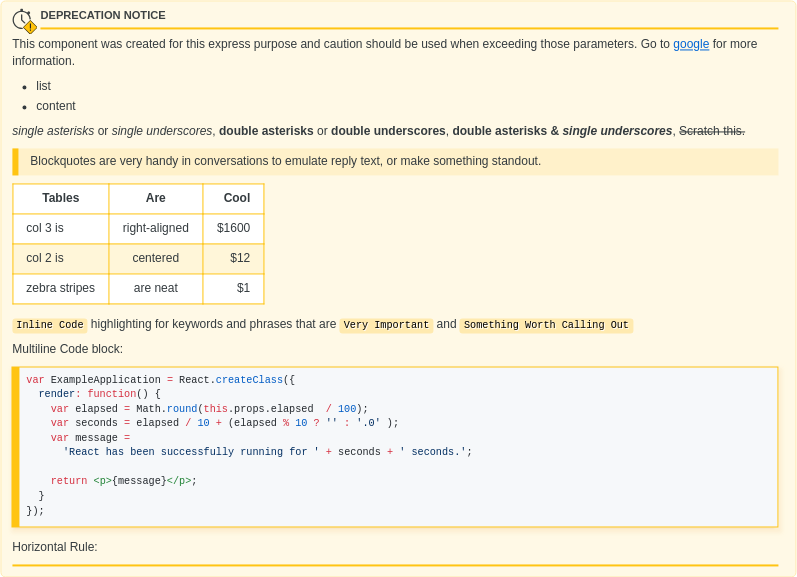 DEPRECATION NOTICE
This component was created for this express purpose and caution should be used when exceeding those parameters. Go to google for more
information.
• list
• content
single asterisks or single underscores, double asterisks or double underscores, double asterisks & single underscores, Scratch this.
Blockquotes are very handy in conversations to emulate reply text, or make something standout.
Tables Are Cool
col 3 is right-aligned $1600
col 2 is centered $12
zebra stripes are neat $1
Inline Code highlighting for keywords and phrases that are Very Important and Something Worth Calling Out
Multiline Code block:
var ExampleApplication = React.createClass({
  render: function() {
    var elapsed = Math.round(this.props.elapsed  / 100);
    var seconds = elapsed / 10 + (elapsed % 10 ? '' : '.0' );
    var message =
      'React has been successfully running for ' + seconds + ' seconds.';
    return <p>{message}</p>;
  }
});
Horizontal Rule: